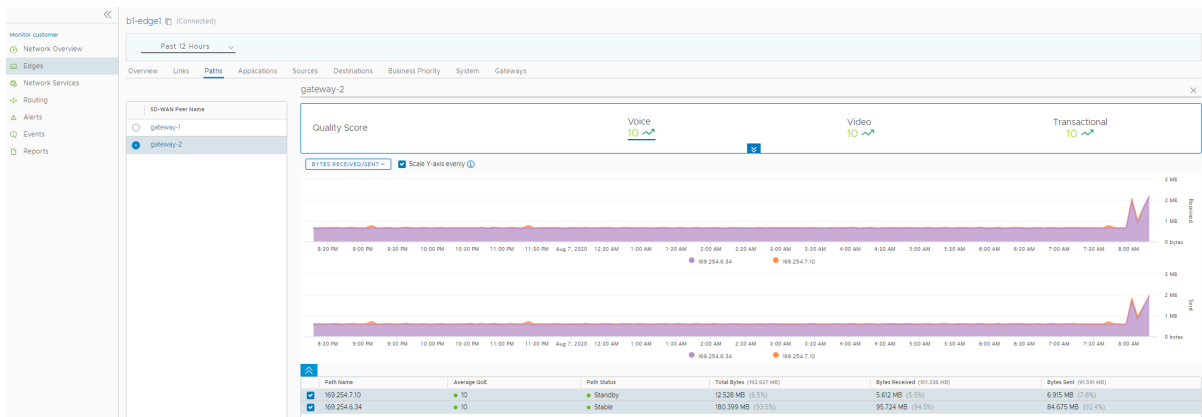 b1-edge1 (Connected)
Monitor customer
Network Overview
Edges
Network Services
Routing
Alerts
Events
Reports
Past 12 Hours
Overview Links Paths Applications Sources Destinations Business Priority System Gateways
gateway-2
SD-WAN Peer Name
gateway-1
gateway-2
Quality Score
Voice
10
Video
10
Transactional
10
BYTES RECEIVED/SENT
Scale Y-axis evenly
3 MB
2 MB
1 MB
0 bytes
Received
8:30 PM 9:00 PM 9:30 PM 10:00 PM 10:30 PM 11:00 PM 11:30 PM Aug 7, 2020 12:30 AM 1:00 AM 1:30 AM 2:00 AM 2:30 AM 3:00 AM 3:30 AM 4:00 AM 4:30 AM 5:00 AM 5:30 AM 6:00 AM 6:30 AM 7:00 AM 7:30 AM 8:00 AM
169.254.6.34 169.254.7.10
3 MB
2 MB
1 MB
0 bytes
Sent
8:30 PM 9:00 PM 9:30 PM 10:00 PM 10:30 PM 11:00 PM 11:30 PM Aug 7, 2020 12:30 AM 1:00 AM 1:30 AM 2:00 AM 2:30 AM 3:00 AM 3:30 AM 4:00 AM 4:30 AM 5:00 AM 5:30 AM 6:00 AM 6:30 AM 7:00 AM 7:30 AM 8:00 AM
169.254.6.34 169.254.7.10
Path Name Average QoE Path Status Total Bytes (192.927 MB) Bytes Received (101.336 MB) Bytes Sent (91.591 MB)
169.254.7.10 10 Standby 12.528 MB (6.5%) 5.612 MB (5.5%) 6.915 MB (7.6%)
169.254.6.34 10 Stable 180.399 MB (93.5%) 95.724 MB (94.5%) 84.675 MB (92.4%)